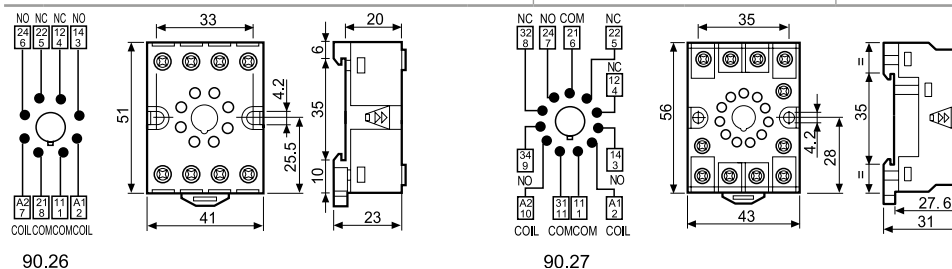 NO NC NC NO
24 22 12 14
6 5 4 3
A2 21 11 A1
7 8 1 2
COIL COM COM COIL
90.26
33
51
4.2
25.5
41
20
6
35
10
23
NC NO COM NC
32 24 21 22
8 7 6 5
NC
12
4
34
9
NO
14
3
NO
A2 31 11 A1
10 11 1 2
COIL COM COM COIL
90.27
35
56
4.2
28
43
=
35
=
27.6
31